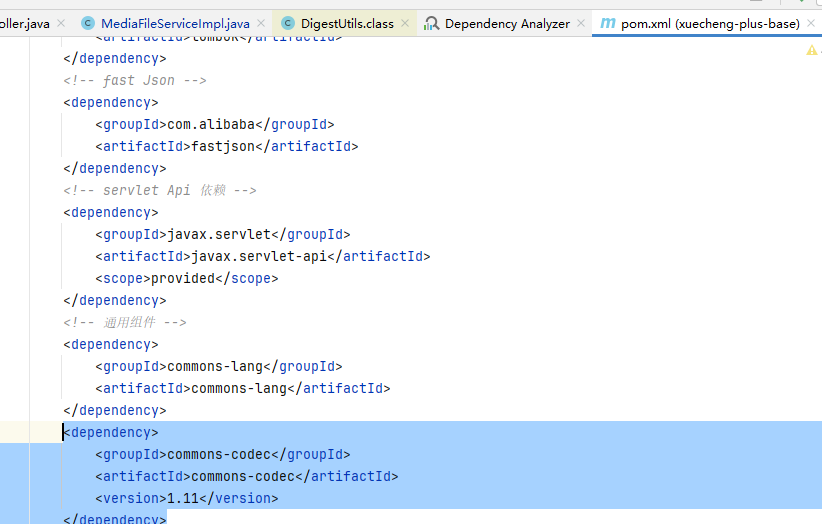 oller.java
MediaFileServiceImpl.java
DigestUtils.class
Dependency Analyzer
pom.xml (xuecheng-plus-base)
<artifactId>lombok</artifactId>
</dependency>
<!-- fast Json -->
<dependency>
<groupId>com.alibaba</groupId>
<artifactId>fastjson</artifactId>
</dependency>
<!-- servlet Api 依赖 -->
<dependency>
<groupId>javax.servlet</groupId>
<artifactId>javax.servlet-api</artifactId>
<scope>provided</scope>
</dependency>
<!-- 通用组件 -->
<dependency>
<groupId>commons-lang</groupId>
<artifactId>commons-lang</artifactId>
</dependency>
<dependency>
<groupId>commons-codec</groupId>
<artifactId>commons-codec</artifactId>
<version>1.11</version>
</dependency>